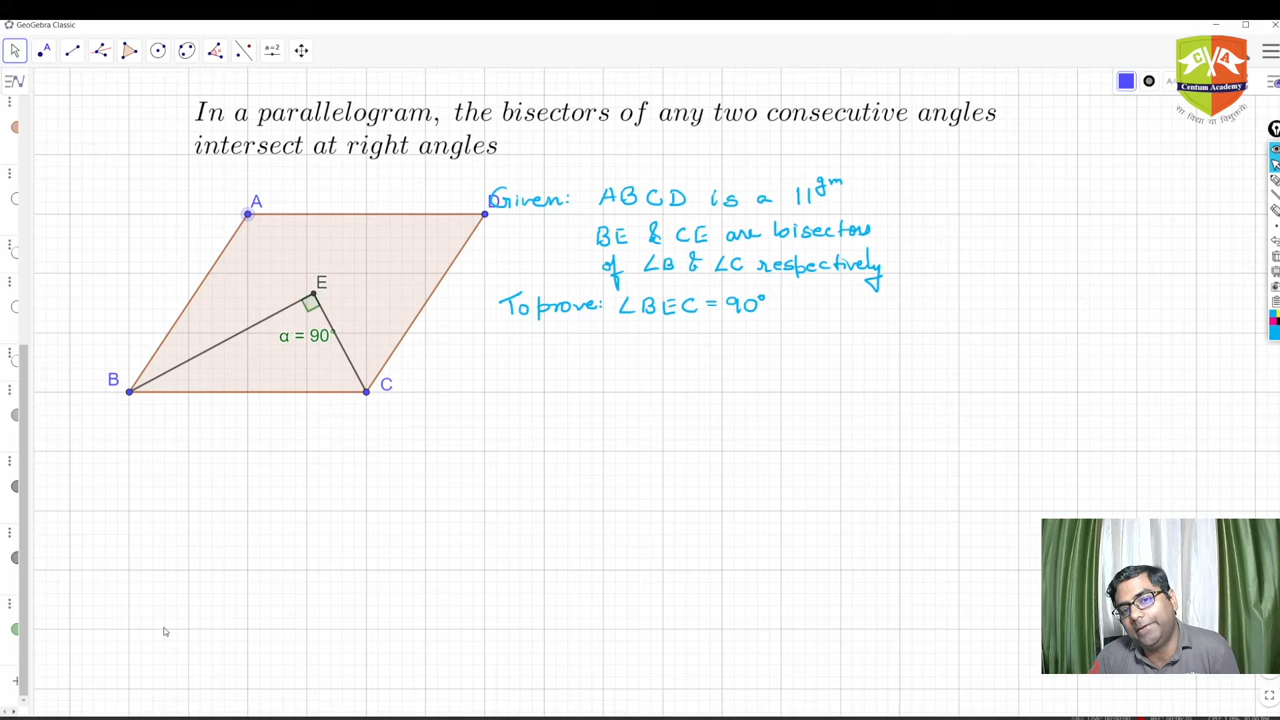 GeoGebra Classic
A
a=2
Centum Academy
In a parallelogram, the bisectors of any two consecutive angles
intersect at right angles
A
D
Given: ABCD is a ||gm
BE & CE are bisectors
of ∠B & ∠C respectively
To prove: ∠BEC = 90°
E
α = 90°
B
C